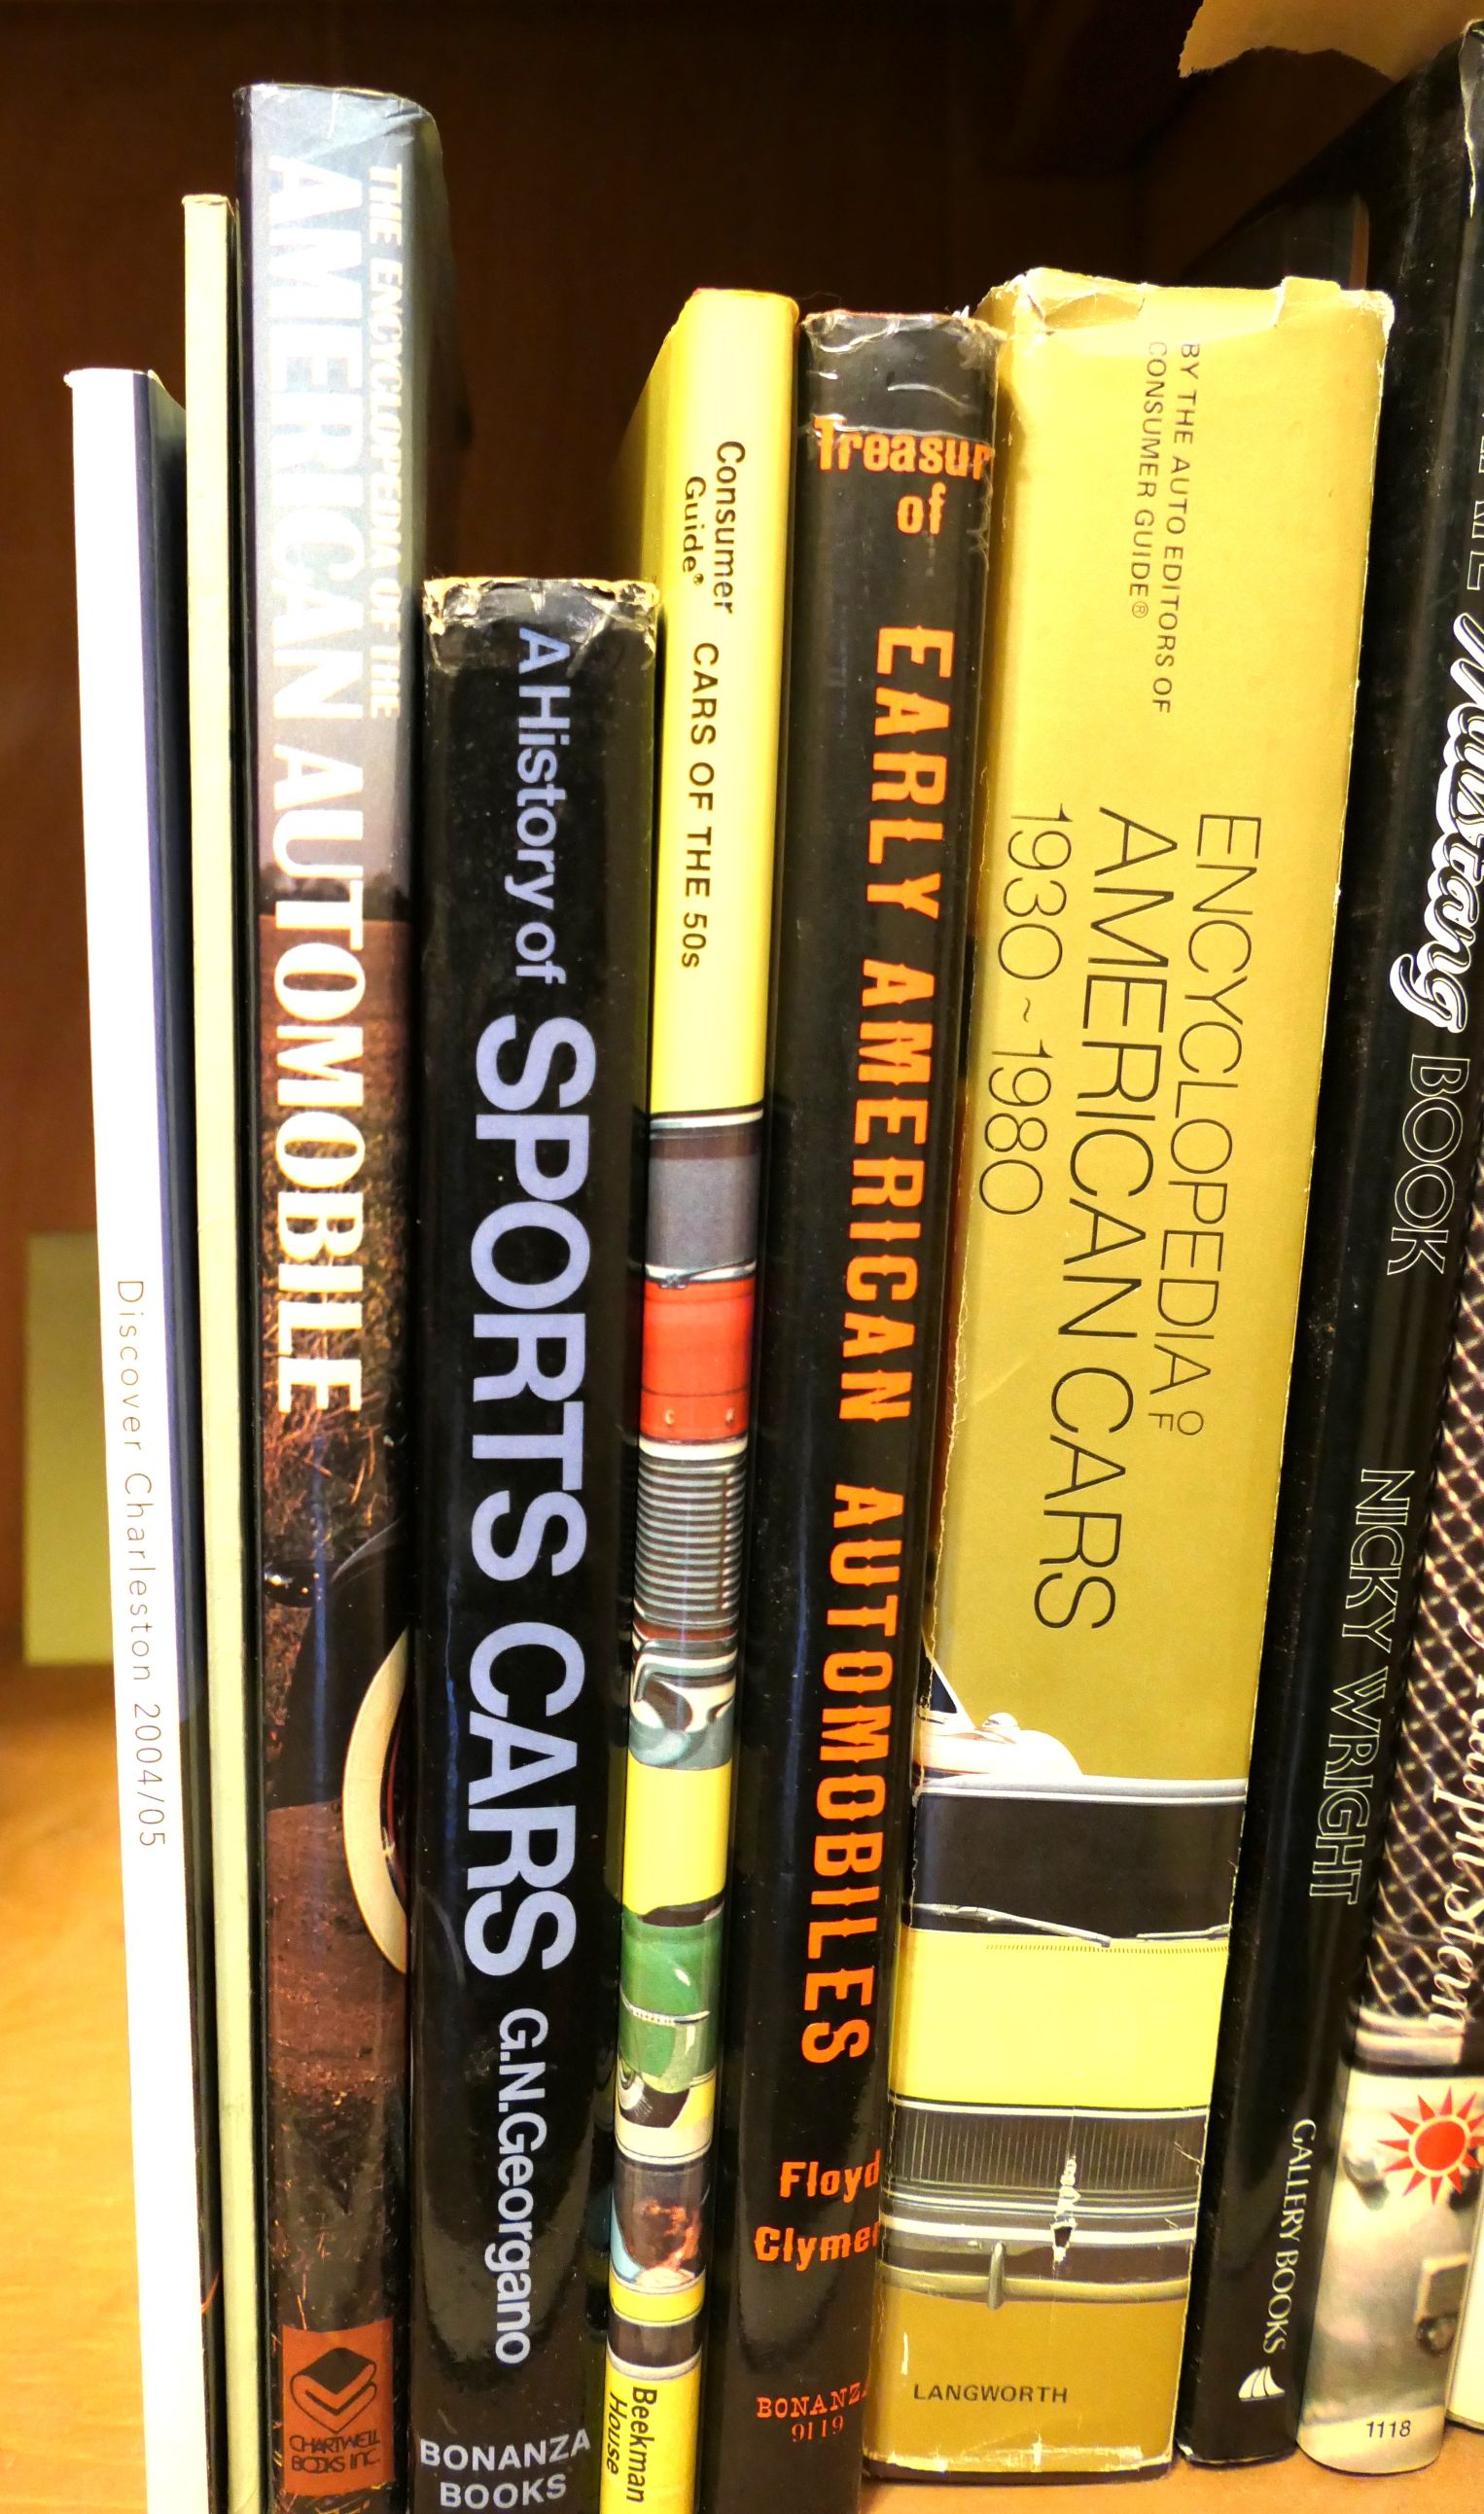 Discover Charleston 2004/05
THE ENCYCLOPEDIA OF THE
AMERICAN AUTOMOBILE
CHARTWELL
BOOKS INC.
A History of SPORTS CARS G.N.Georgano
BONANZA
BOOKS
Consumer
Guide®
CARS OF THE 50s
Beekman
House
Treasur
of
EARLY AMERICAN AUTOMOBILES
Floyd
Clymer
BONANZA
9119
BY THE AUTO EDITORS OF
CONSUMER GUIDE®
ENCYCLOPEDIA OF
AMERICAN CARS
1930~1980
LANGWORTH
Mustang BOOK
NICKY WRIGHT
GALLERY BOOKS
1118